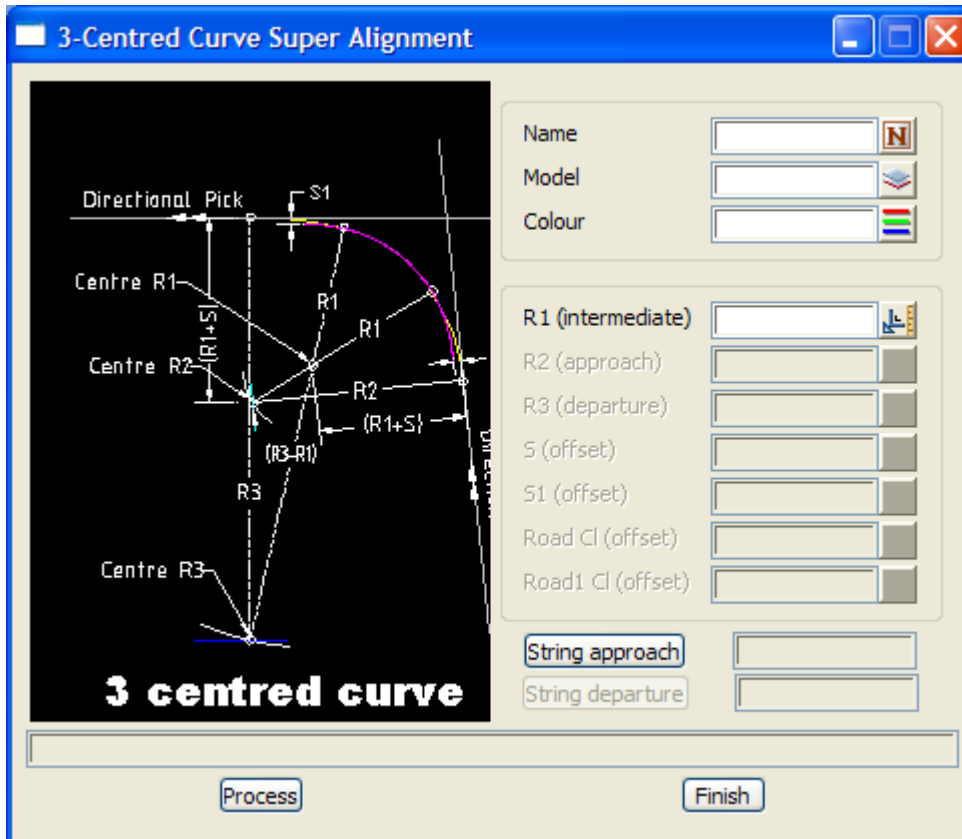 3-Centred Curve Super Alignment
S1
Directional Pick
Centre R1
(R1+S)
R1
R1
Centre R2
R2
(R1+S)
(R3-R1)
R3
Centre R3
3 centred curve
Name
N
Model
Colour
R1 (intermediate)
R2 (approach)
R3 (departure)
S (offset)
S1 (offset)
Road Cl (offset)
Road1 Cl (offset)
String approach
String departure
Process
Finish